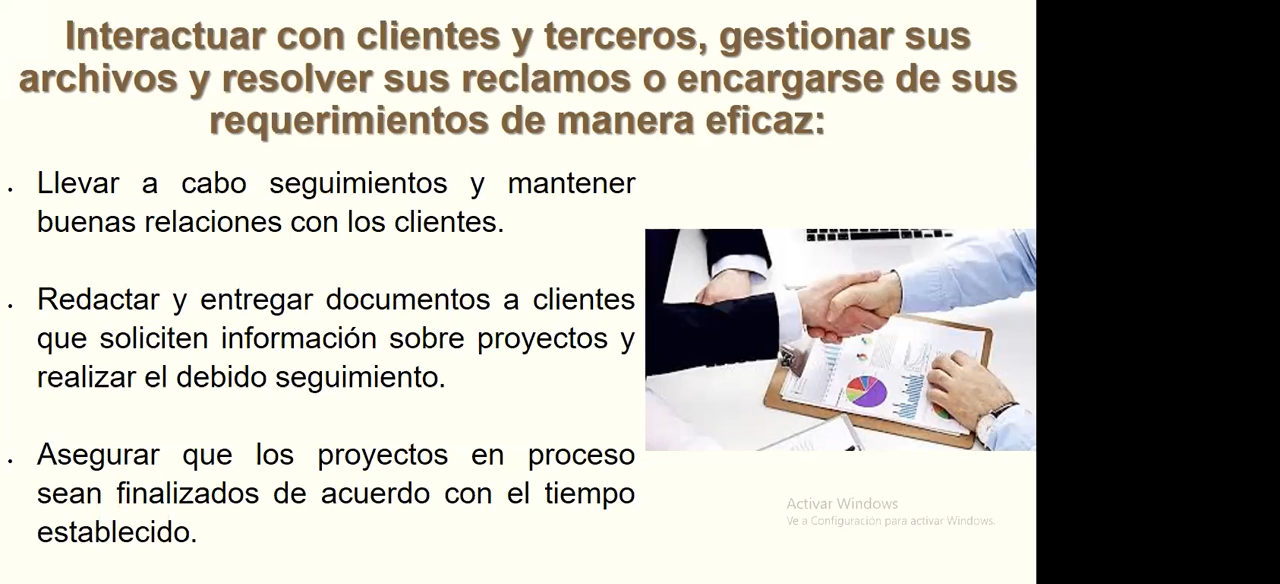 Interactuar con clientes y terceros, gestionar sus
archivos y resolver sus reclamos o encargarse de sus
requerimientos de manera eficaz:
• Llevar a cabo seguimientos y mantener
buenas relaciones con los clientes.
• Redactar y entregar documentos a clientes
que soliciten información sobre proyectos y
realizar el debido seguimiento.
• Asegurar que los proyectos en proceso
sean finalizados de acuerdo con el tiempo
establecido.
Activar Windows
Ve a Configuración para activar Windows.